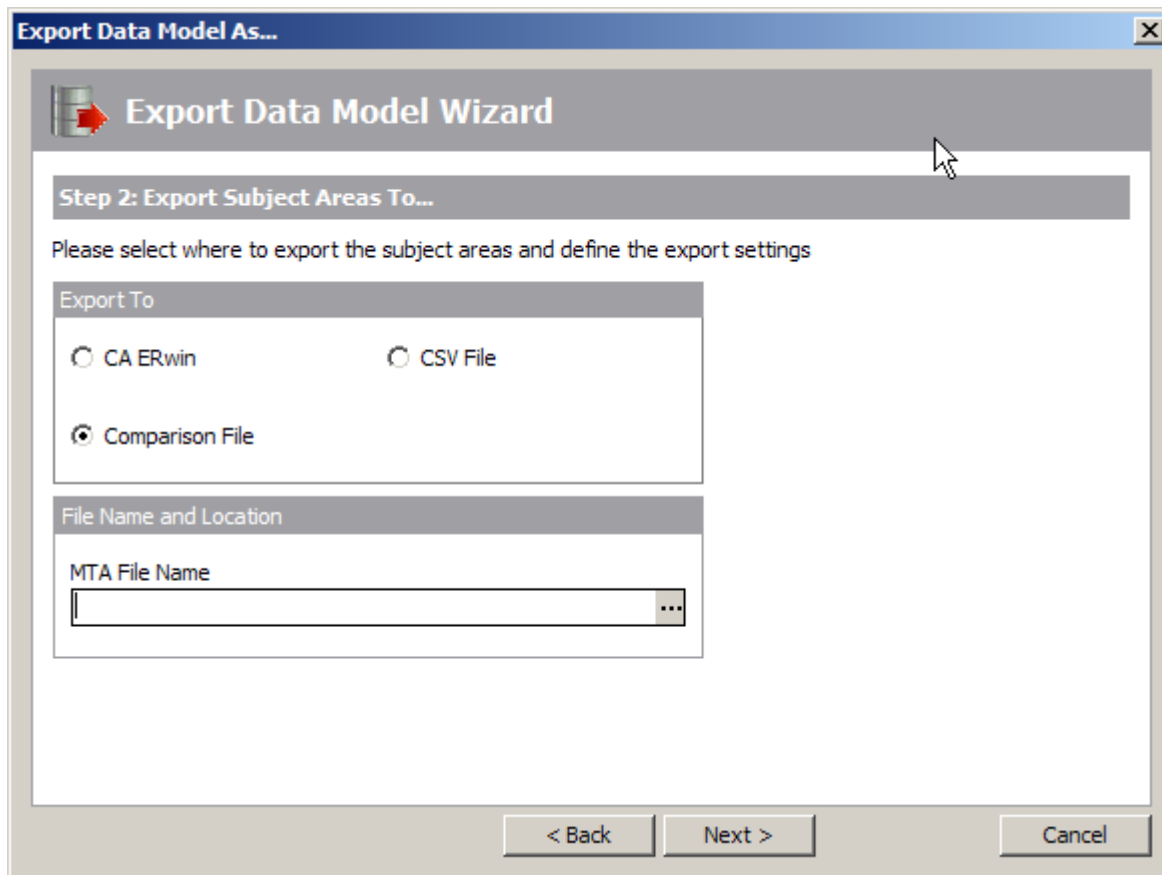 Export Data Model As...
Export Data Model Wizard
Step 2: Export Subject Areas To...
Please select where to export the subject areas and define the export settings
Export To
CA ERwin CSV File
Comparison File
File Name and Location
MTA File Name
...
< Back Next > Cancel